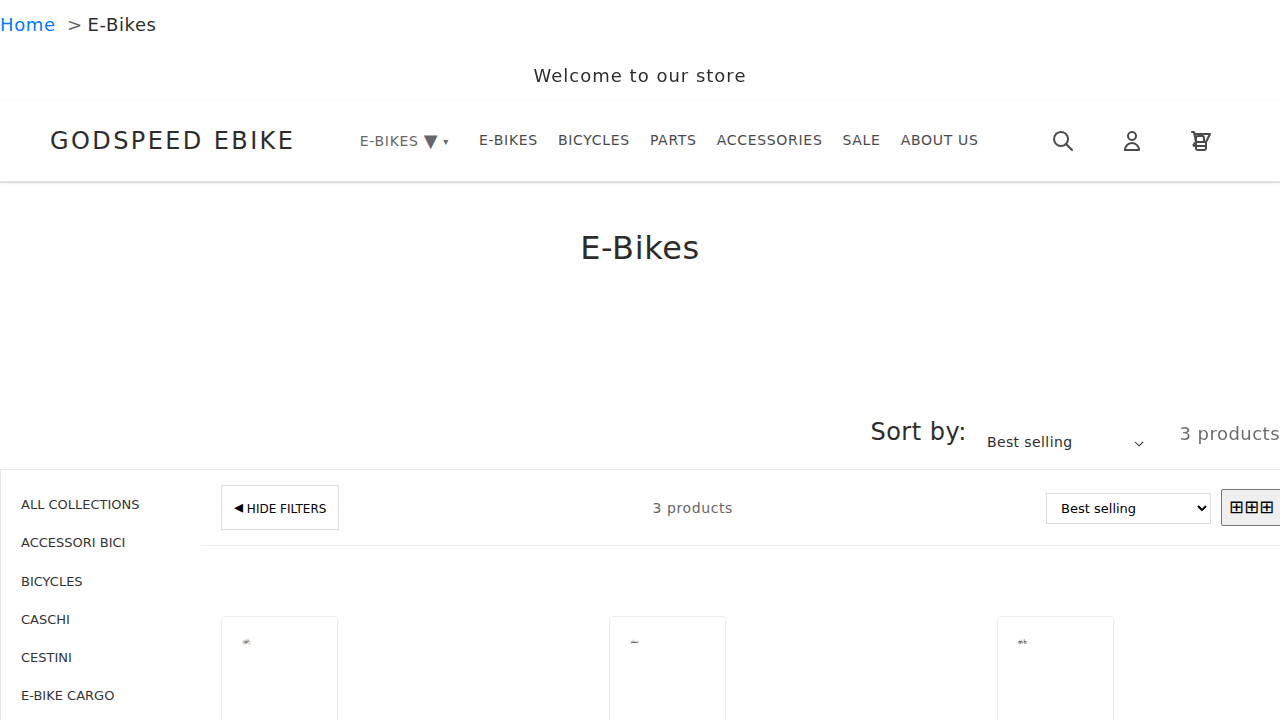 Home > E-Bikes
Welcome to our store
GODSPEED EBIKE
E-BIKES ▼ ▾
E-BIKES
BICYCLES
PARTS
ACCESSORIES
SALE
ABOUT US
E-Bikes
Sort by:
Best selling
3 products
ALL COLLECTIONS
ACCESSORI BICI
BICYCLES
CASCHI
CESTINI
E-BIKE CARGO
◀ HIDE FILTERS
3 products
Best selling